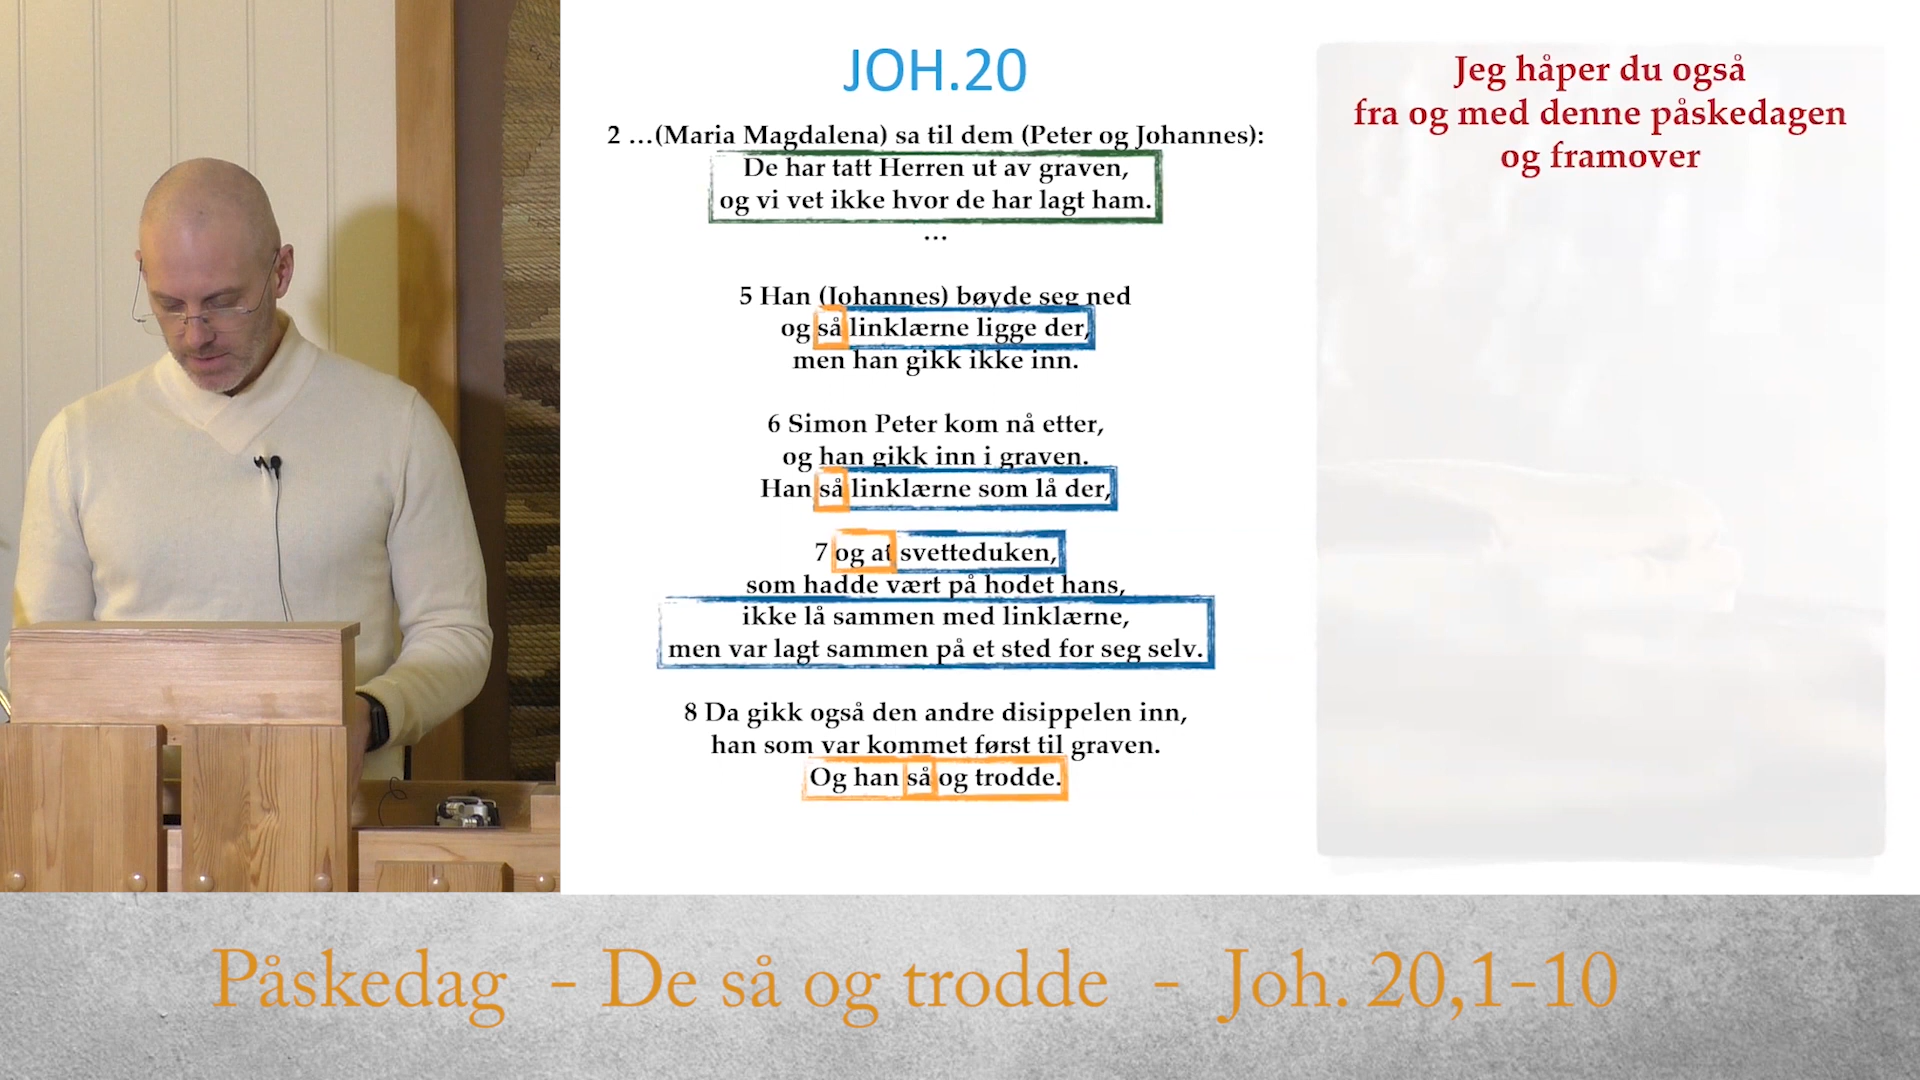 JOH.20
2 ...(Maria Magdalena) sa til dem (Peter og Johannes):
De har tatt Herren ut av graven,
og vi vet ikke hvor de har lagt ham.
...
5 Han (Johannes) bøyde seg ned
og så linklærne ligge der,
men han gikk ikke inn.
6 Simon Peter kom nå etter,
og han gikk inn i graven.
Han så linklærne som lå der,
7 og at svetteduken,
som hadde vært på hodet hans,
ikke lå sammen med linklærne,
men var lagt sammen på et sted for seg selv.
8 Da gikk også den andre disippelen inn,
han som var kommet først til graven.
Og han så og trodde.
Jeg håper du også
fra og med denne påskedagen
og framover
Påskedag - De så og trodde - Joh. 20,1-10